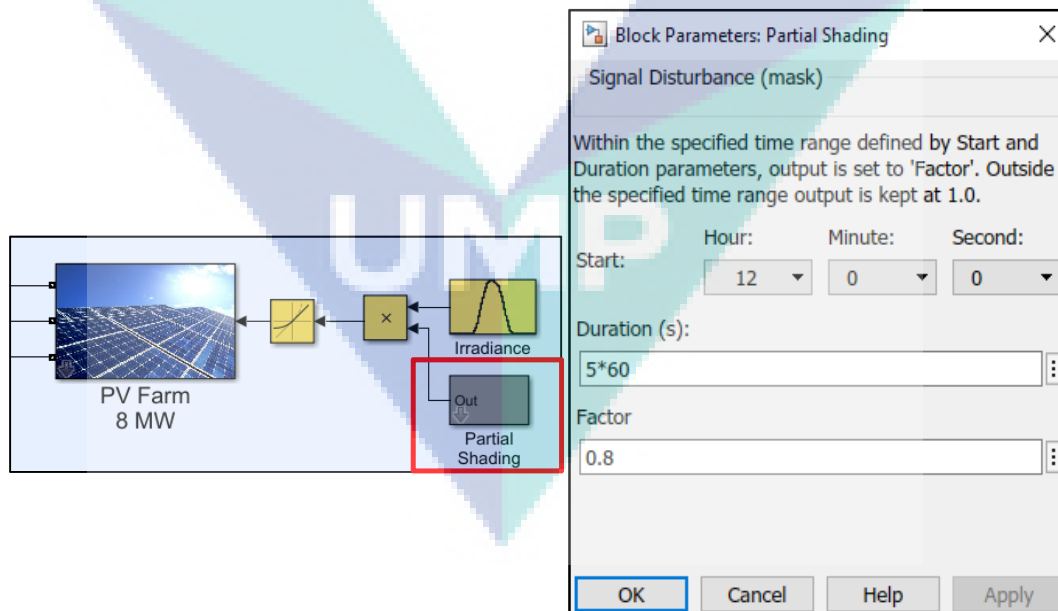 UMP
PV Farm
8 MW
×
Irradiance
Out
Partial
Shading
Block Parameters: Partial Shading
Signal Disturbance (mask)
Within the specified time range defined by Start and
Duration parameters, output is set to 'Factor'. Outside
the specified time range output is kept at 1.0.
Hour: Minute: Second:
Start: 12 0 0
Duration (s):
5*60
Factor
0.8
OK Cancel Help Apply